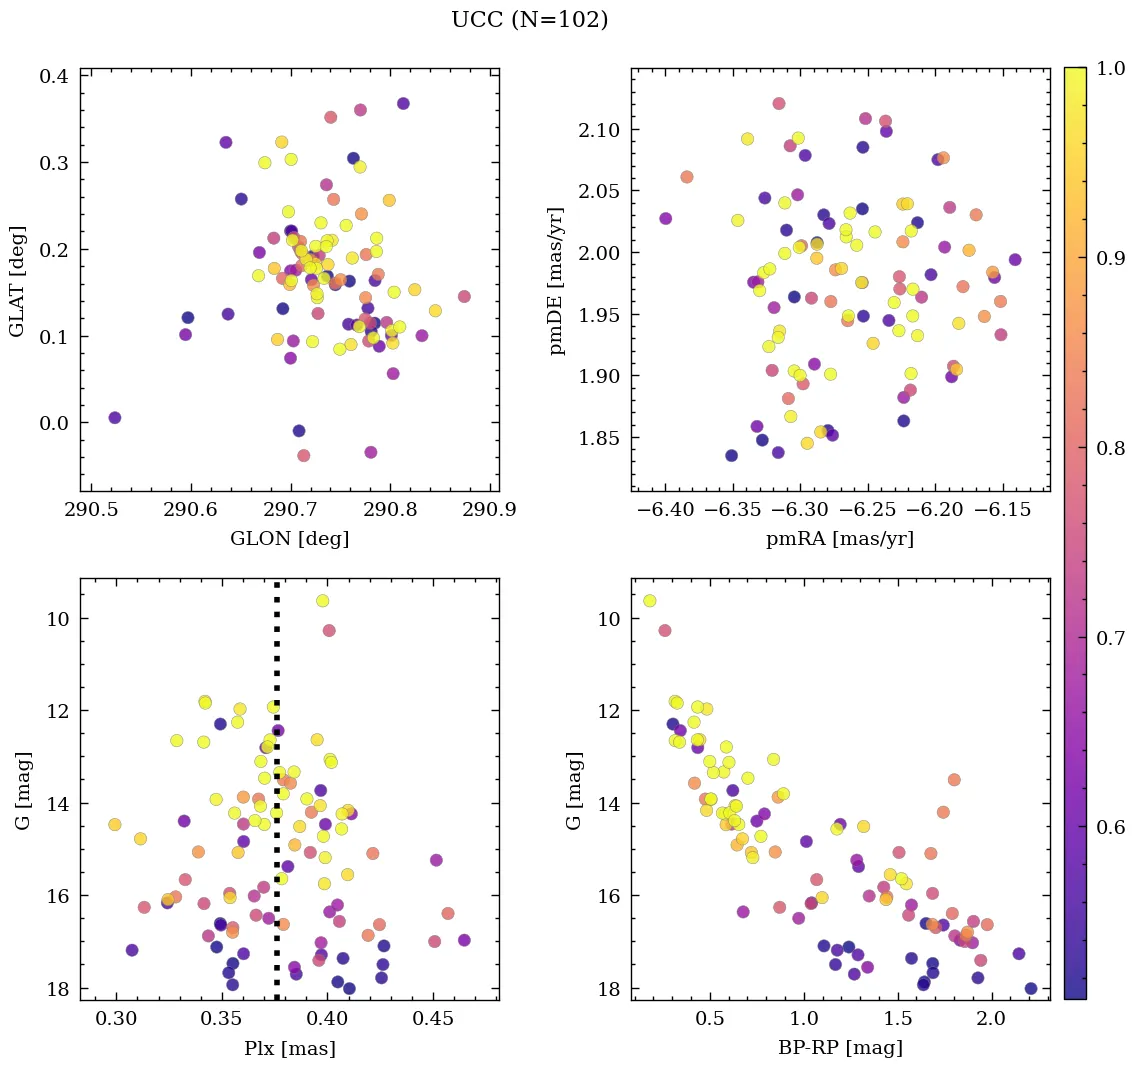 UCC (N=102)
0.4
0.3
0.2
0.1
0.0
GLAT [deg]
290.5 290.6 290.7 290.8 290.9
GLON [deg]
2.10
2.05
2.00
1.95
1.90
1.85
pmDE [mas/yr]
−6.40 −6.35 −6.30 −6.25 −6.20 −6.15
pmRA [mas/yr]
10
12
14
16
18
G [mag]
0.30 0.35 0.40 0.45
Plx [mas]
10
12
14
16
18
G [mag]
0.5 1.0 1.5 2.0
BP-RP [mag]
1.0
0.9
0.8
0.7
0.6